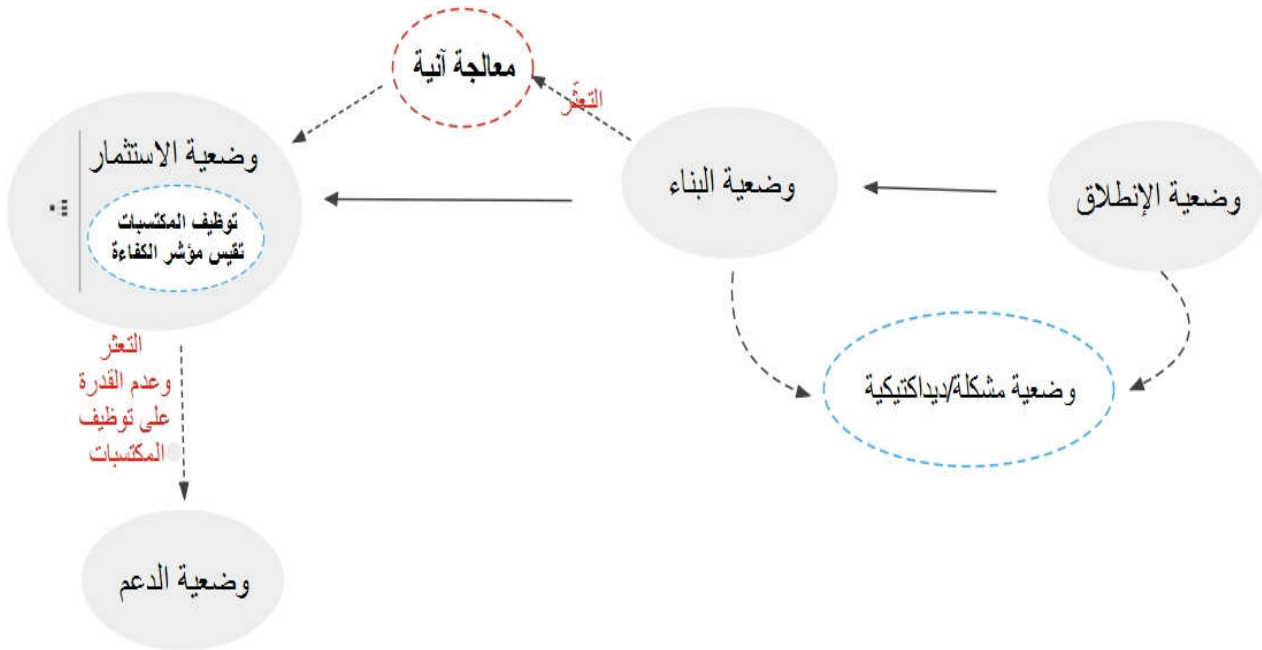 معالجة آنية
التعثّر
وضعية الإنطلاق
وضعية البناء
وضعية الاستثمار
توظيف المكتسبات
تقيس مؤشر الكفاءة
وضعية مشكلة/ديداكتيكية
التعثر
وعدم القدرة
على توظيف
المكتسبات
وضعية الدعم